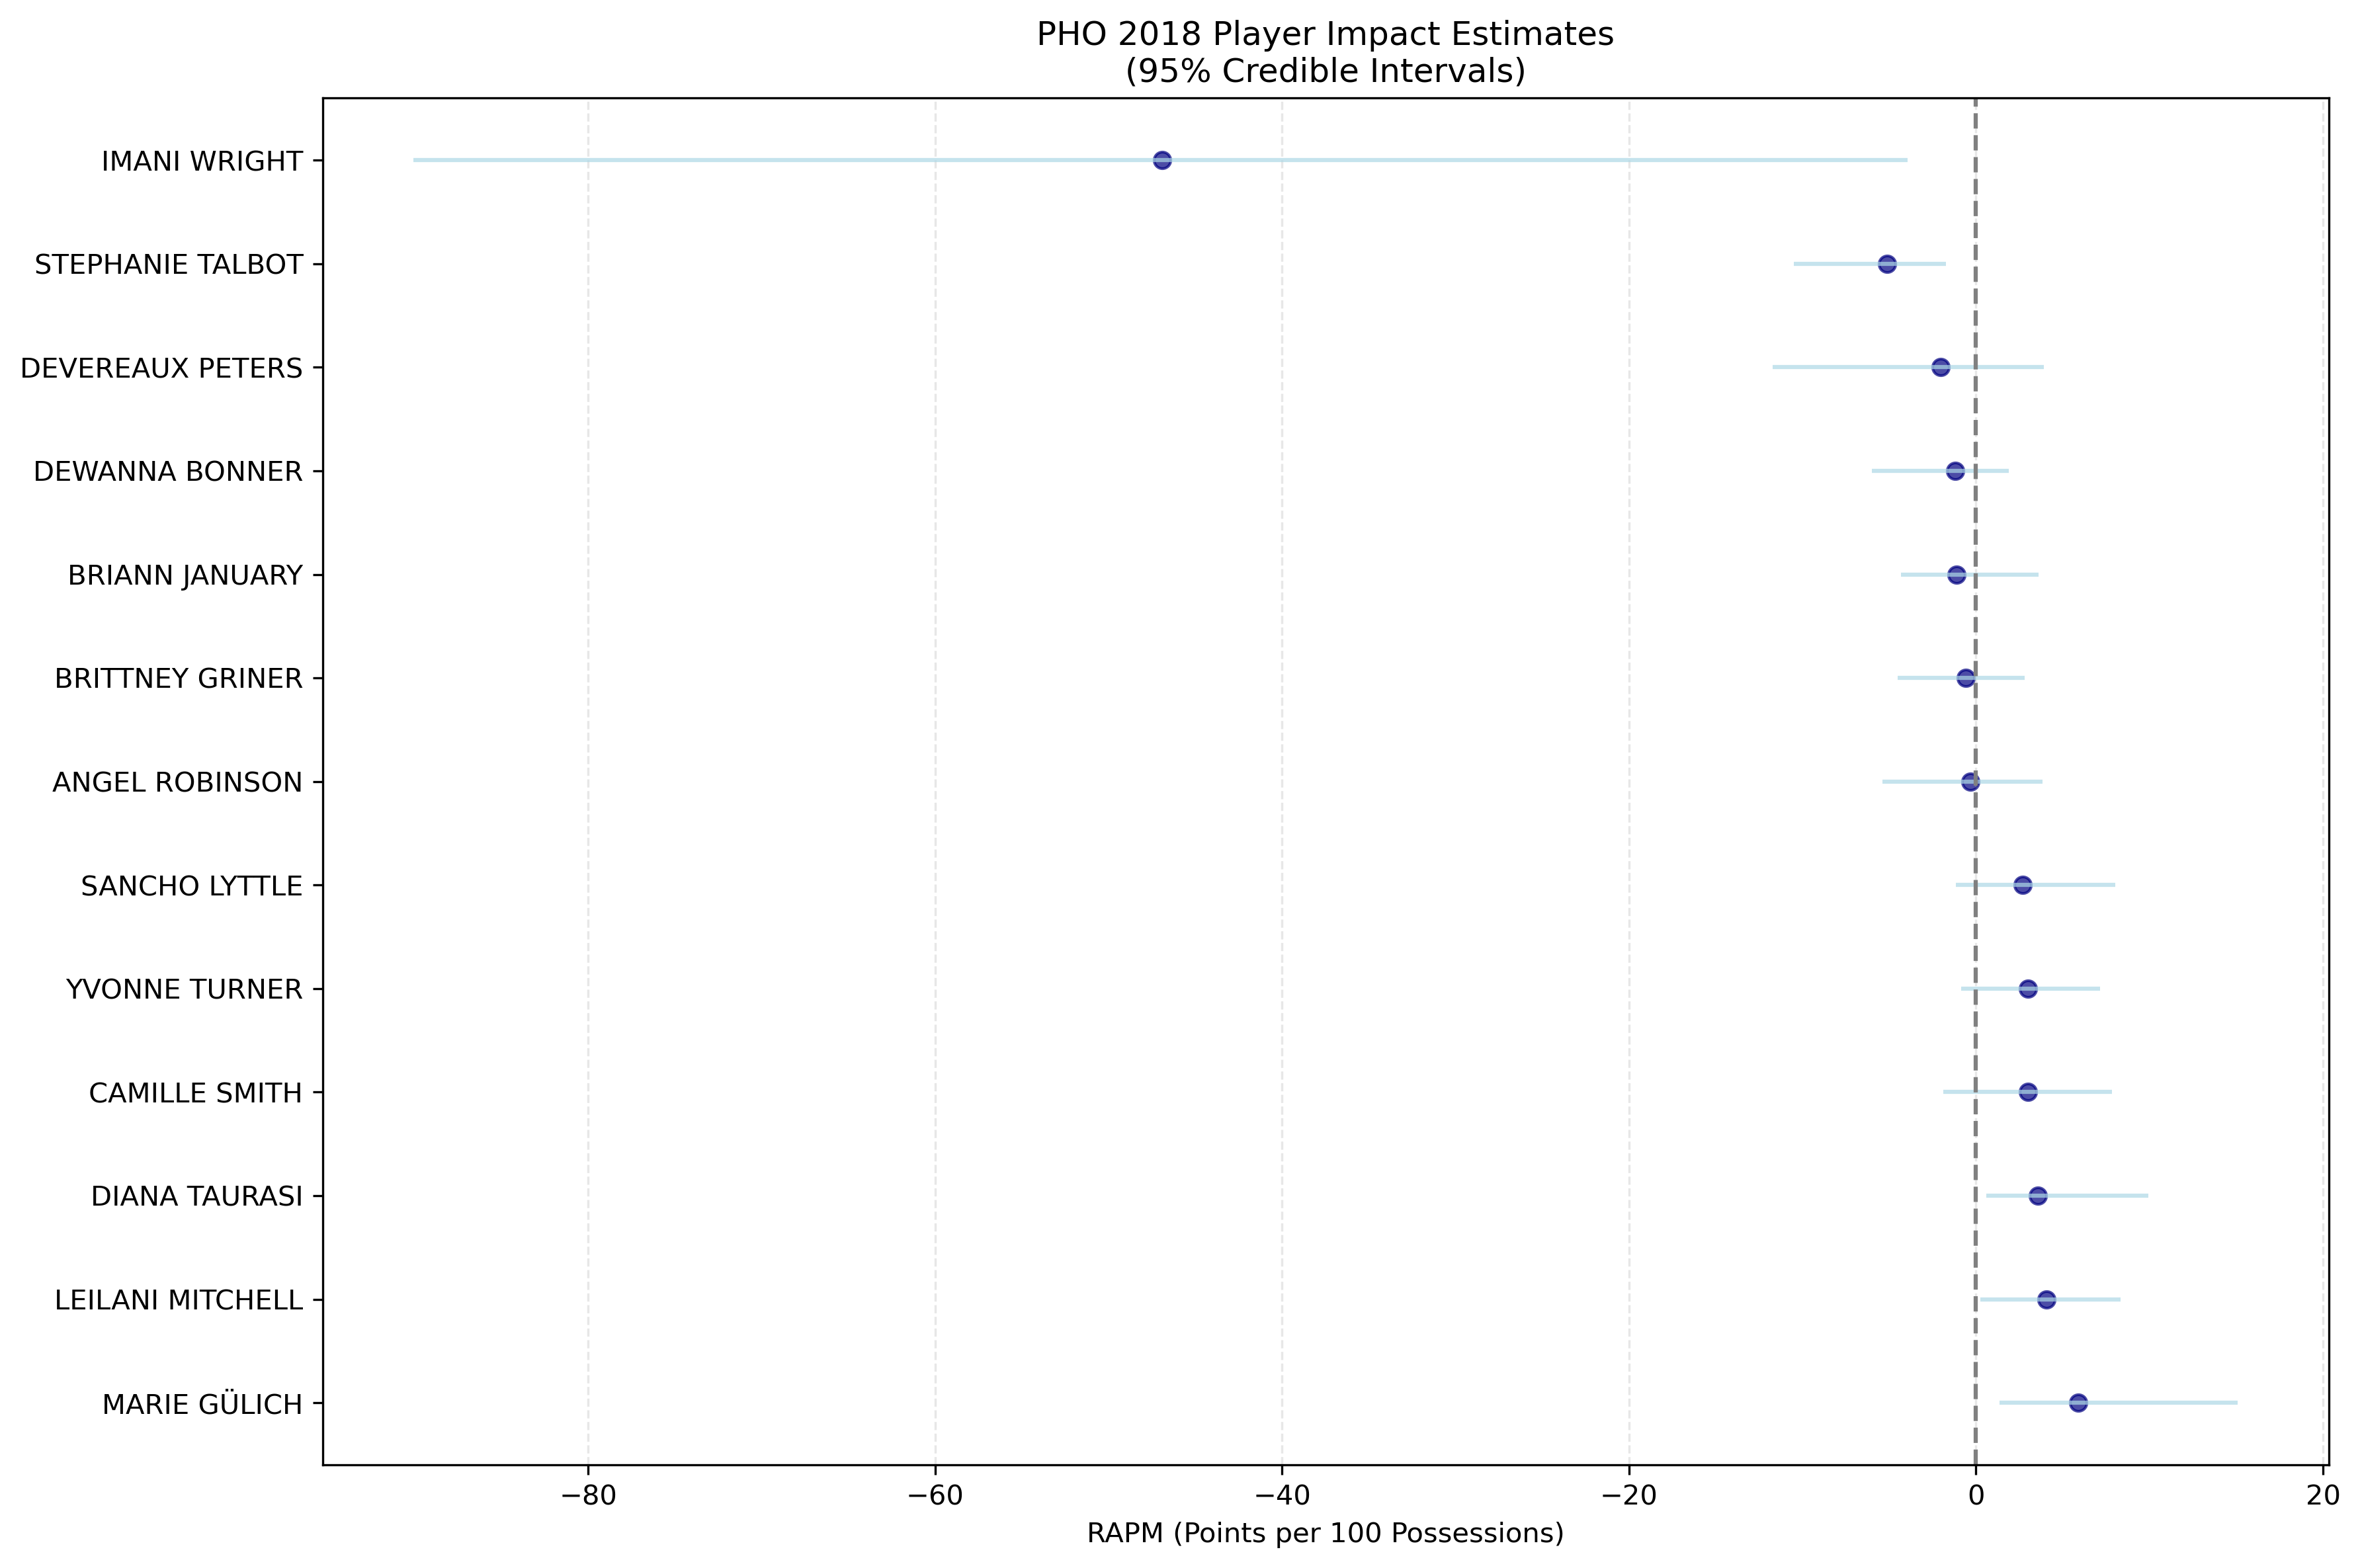 PHO 2018 Player Impact Estimates
(95% Credible Intervals)
IMANI WRIGHT
STEPHANIE TALBOT
DEVEREAUX PETERS
DEWANNA BONNER
BRIANN JANUARY
BRITTNEY GRINER
ANGEL ROBINSON
SANCHO LYTTLE
YVONNE TURNER
CAMILLE SMITH
DIANA TAURASI
LEILANI MITCHELL
MARIE GÜLICH
−80 −60 −40 −20 0 20
RAPM (Points per 100 Possessions)